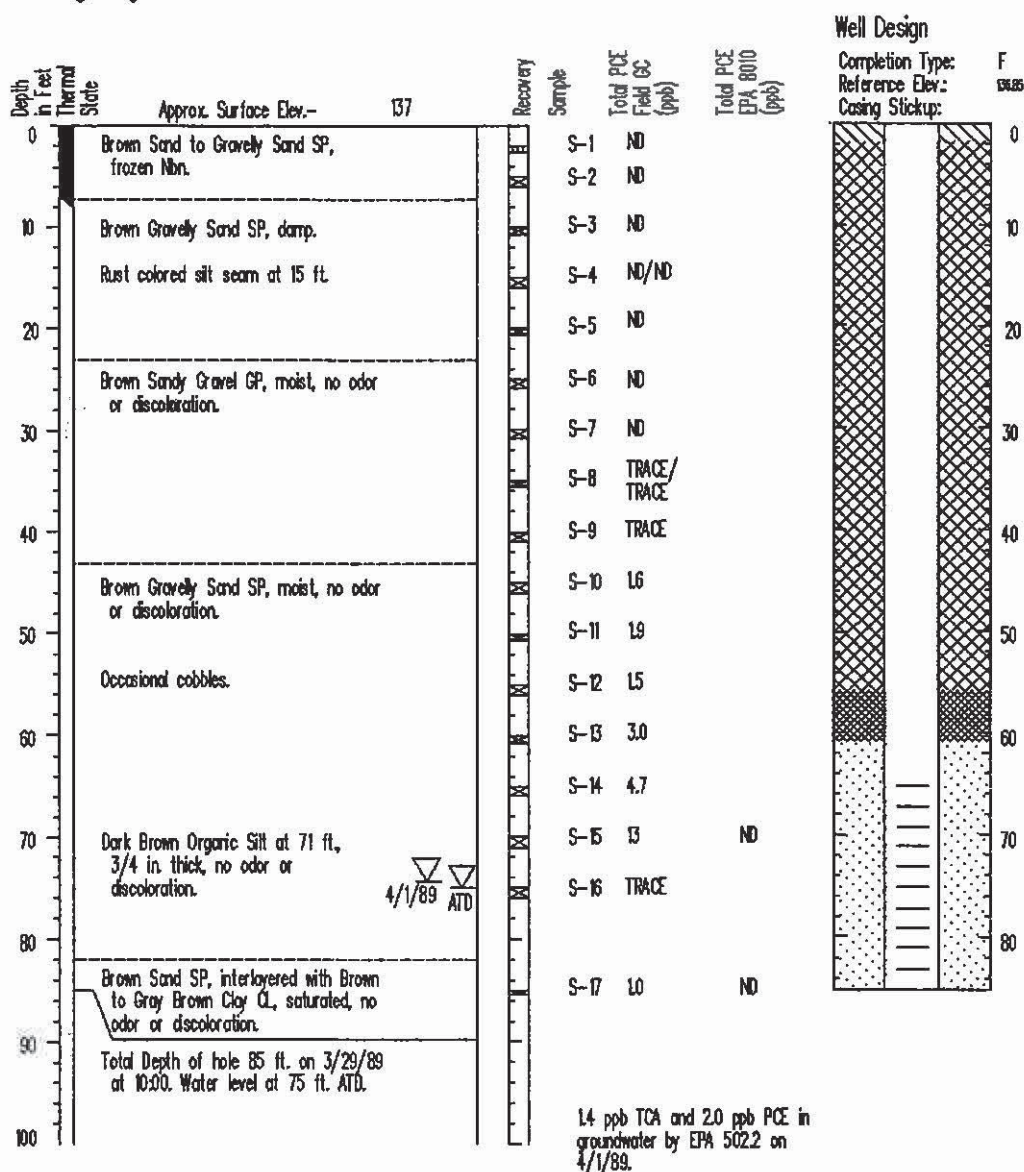 Well Design
Completion Type: F
Reference Elev.:
Casing Stickup:
Depth in Feet
Thermal State
Approx. Surface Elev.- 137
Recovery
Sample
Total PCE Field GC (ppb)
Total PCE EPA 8010 (ppb)
0
Brown Sand to Gravelly Sand SP,
frozen Nbn.
S-1 ND
0
S-2 ND
10
Brown Gravelly Sand SP, damp.
S-3 ND
10
Rust colored silt seam at 15 ft.
S-4 ND/ND
20
S-5 ND
20
Brown Sandy Gravel GP, moist, no odor
or discoloration.
S-6 ND
30
S-7 ND
30
S-8 TRACE/
TRACE
40
S-9 TRACE
40
Brown Gravelly Sand SP, moist, no odor
or discoloration.
S-10 1.6
50
S-11 1.9
50
Occasional cobbles.
S-12 1.5
60
S-13 3.0
60
S-14 4.7
70
Dark Brown Organic Silt at 71 ft.,
3/4 in. thick, no odor or
discoloration.
S-15 13 ND
70
4/1/89 ATD
S-16 TRACE
80
80
Brown Sand SP, interlayered with Brown
to Gray Brown Clay CL, saturated, no
odor or discoloration.
S-17 1.0 ND
90
Total Depth of hole 85 ft. on 3/29/89
at 10:00. Water level at 75 ft. ATD.
100
1.4 ppb TCA and 2.0 ppb PCE in
groundwater by EPA 502.2 on
4/1/89.